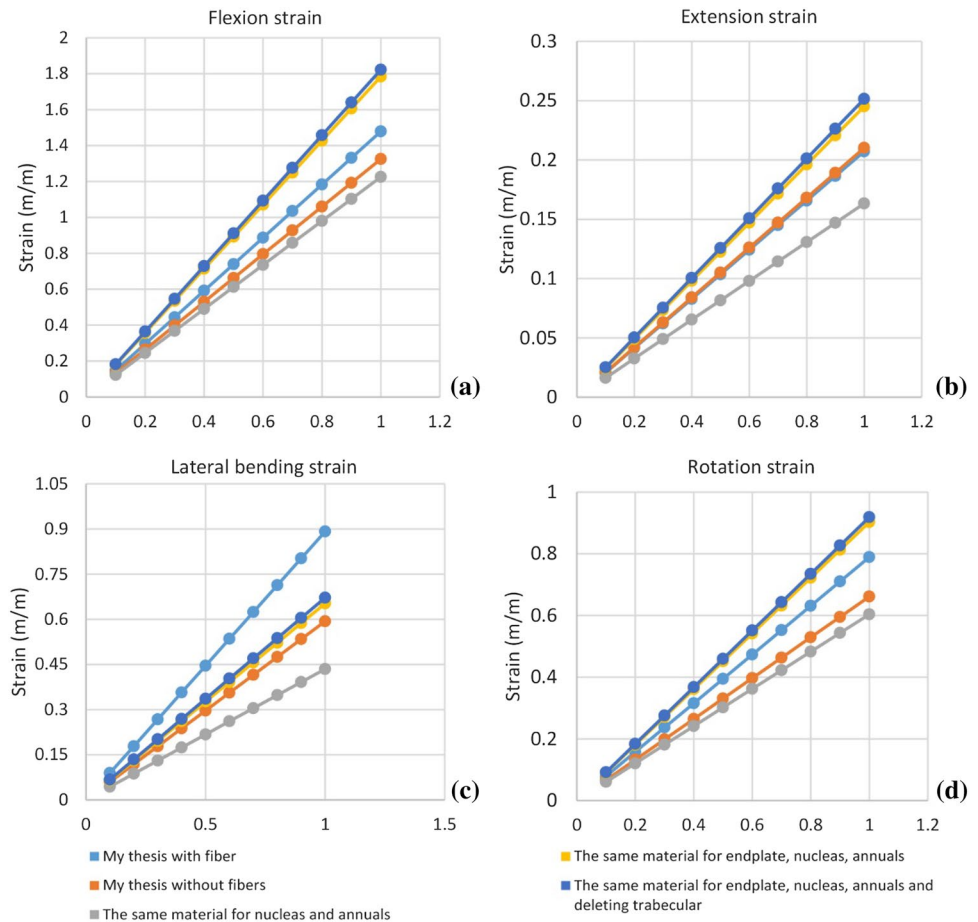 Flexion strain
Strain (m/m)
2
1.8
1.6
1.4
1.2
1
0.8
0.6
0.4
0.2
0
0 0.2 0.4 0.6 0.8 1 1.2
(a)
Extension strain
Strain (m/m)
0.3
0.25
0.2
0.15
0.1
0.05
0
0 0.2 0.4 0.6 0.8 1 1.2
(b)
Lateral bending strain
Strain (m/m)
1.05
0.9
0.75
0.6
0.45
0.3
0.15
0
0 0.5 1 1.5
(c)
Rotation strain
Strain (m/m)
1
0.8
0.6
0.4
0.2
0
0 0.2 0.4 0.6 0.8 1 1.2
(d)
My thesis with fiber
My thesis without fibers
The same material for nucleas and annuals
The same material for endplate, nucleas, annuals
The same material for endplate, nucleas, annuals and
deleting trabecular